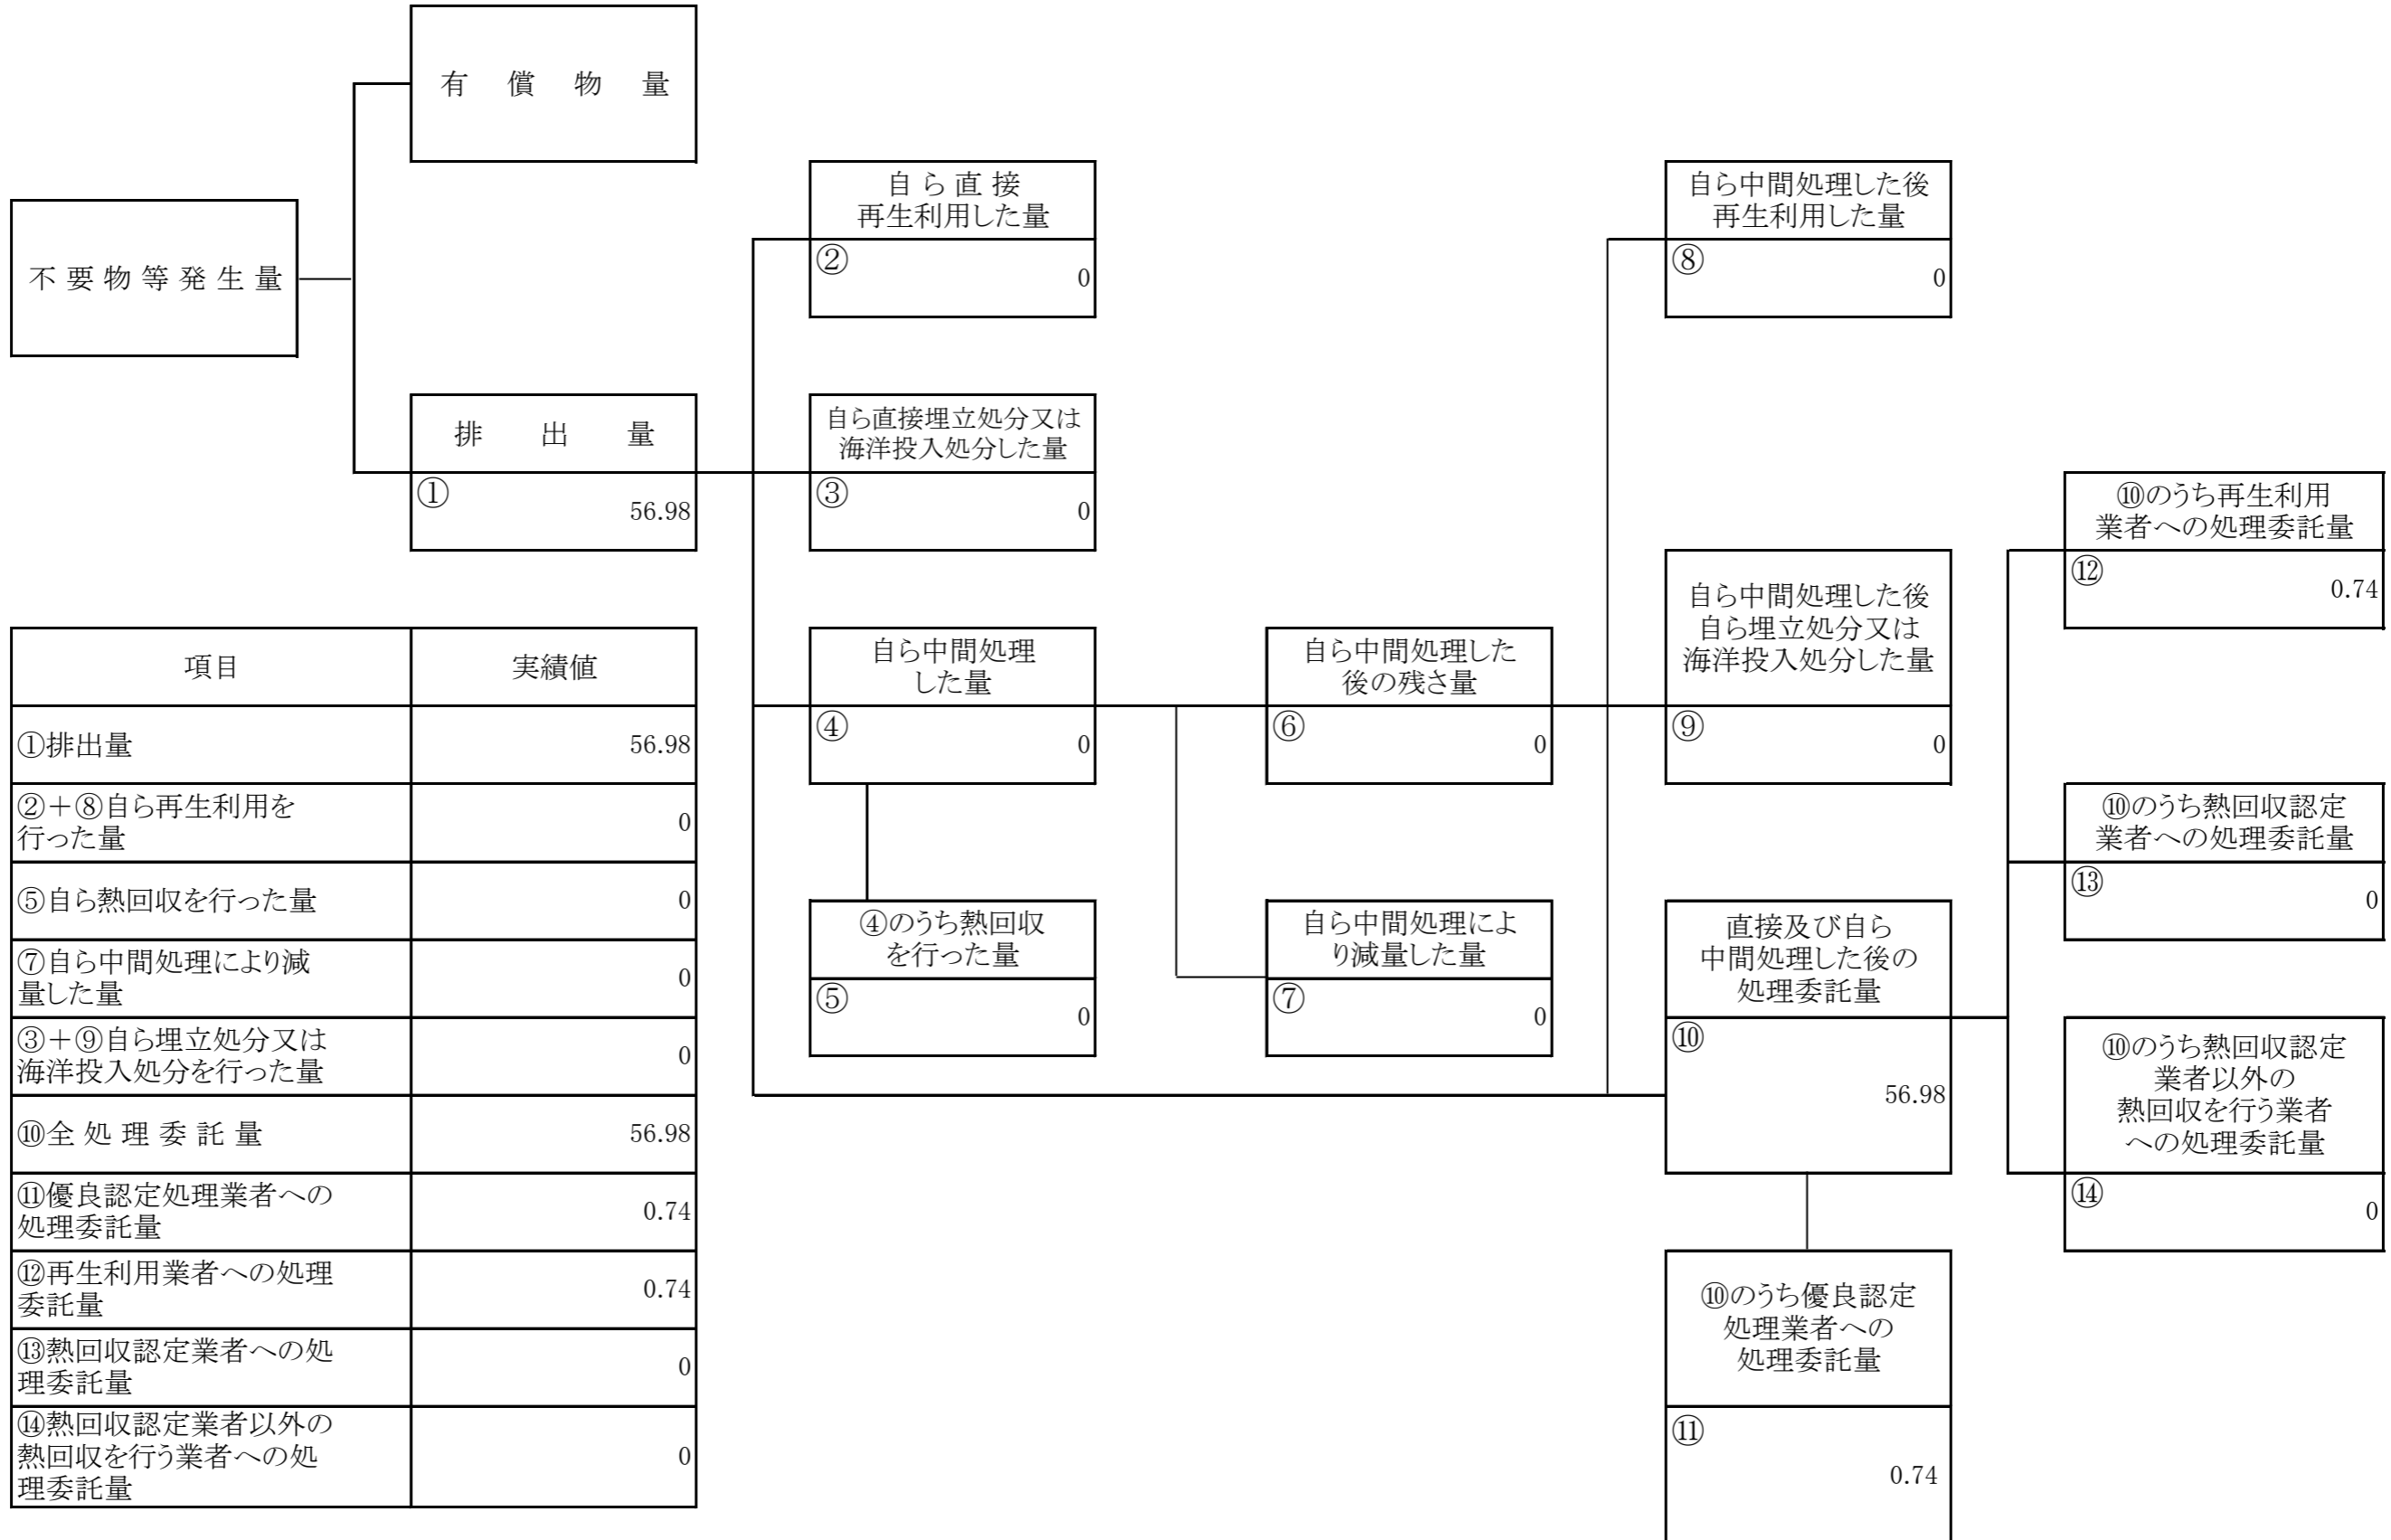 有 償 物 量
不 要 物 等 発 生 量
排 出 量
① 56.98
自 ら 直 接
再生利用した量
② 0
自ら直接埋立処分又は
海洋投入処分した量
③ 0
自ら中間処理
した量
④ 0
④のうち熱回収
を行った量
⑤ 0
自ら中間処理した
後の残さ量
⑥ 0
自ら中間処理によ
り減量した量
⑦ 0
自ら中間処理した後
再生利用した量
⑧ 0
自ら中間処理した後
自ら埋立処分又は
海洋投入処分した量
⑨ 0
直接及び自ら
中間処理した後の
処理委託量
⑩
56.98
⑩のうち優良認定
処理業者への
処理委託量
⑪
0.74
⑩のうち再生利用
業者への処理委託量
⑫ 0.74
⑩のうち熱回収認定
業者への処理委託量
⑬ 0
⑩のうち熱回収認定
業者以外の
熱回収を行う業者
への処理委託量
⑭ 0
項目 実績値
①排出量 56.98
②+⑧自ら再生利用を
行った量 0
⑤自ら熱回収を行った量 0
⑦自ら中間処理により減
量した量 0
③+⑨自ら埋立処分又は
海洋投入処分を行った量 0
⑩全 処 理 委 託 量 56.98
⑪優良認定処理業者への
処理委託量 0.74
⑫再生利用業者への処理
委託量 0.74
⑬熱回収認定業者への処
理委託量 0
⑭熱回収認定業者以外の
熱回収を行う業者への処
理委託量 0